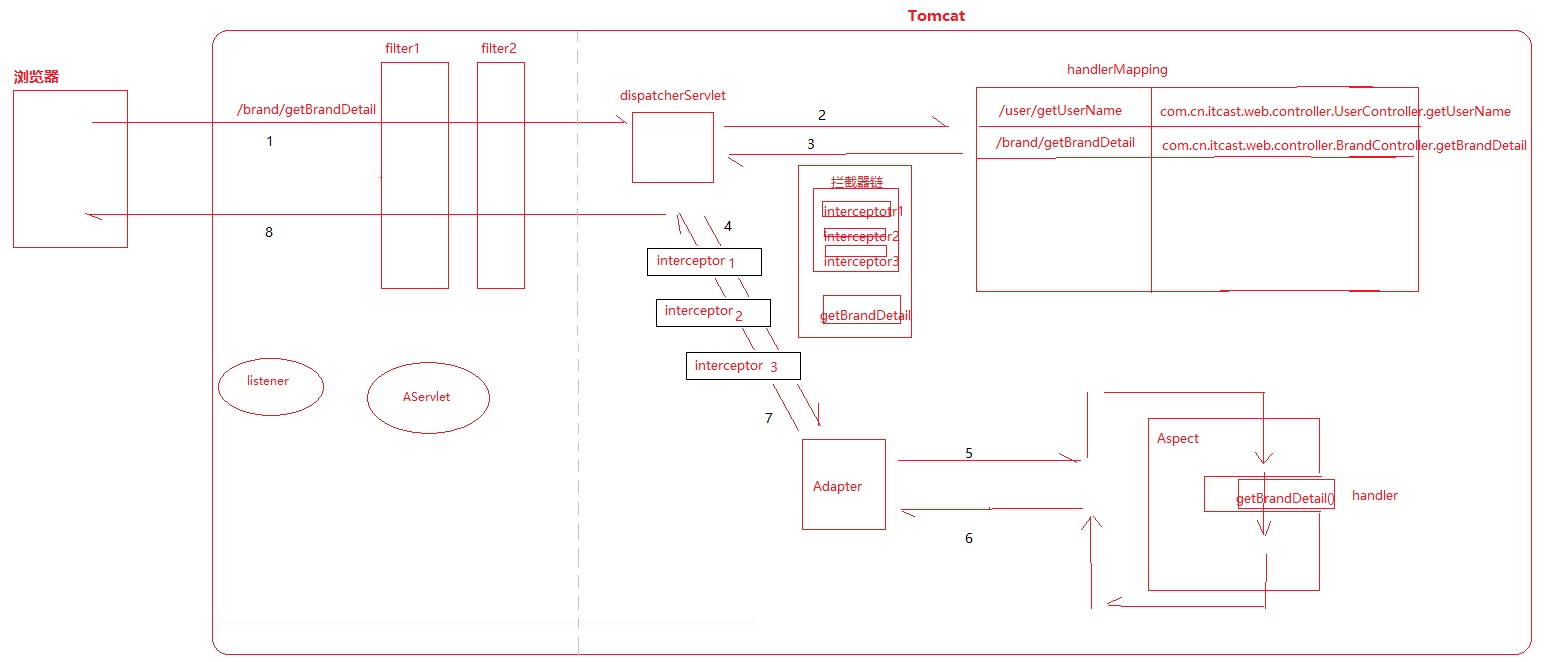 Tomcat
filter1
filter2
浏览器
handlerMapping
dispatcherServlet
/brand/getBrandDetail
1
2
3
/user/getUserName
com.cn.itcast.web.controller.UserController.getUserName
/brand/getBrandDetail
com.cn.itcast.web.controller.BrandController.getBrandDetail
拦截器链
interceptotr1
interceptor2
interceptor3
getBrandDetail
8
4
interceptor 1
interceptor 2
interceptor 3
listener
AServlet
7
Adapter
5
6
Aspect
getBrandDetail()
handler